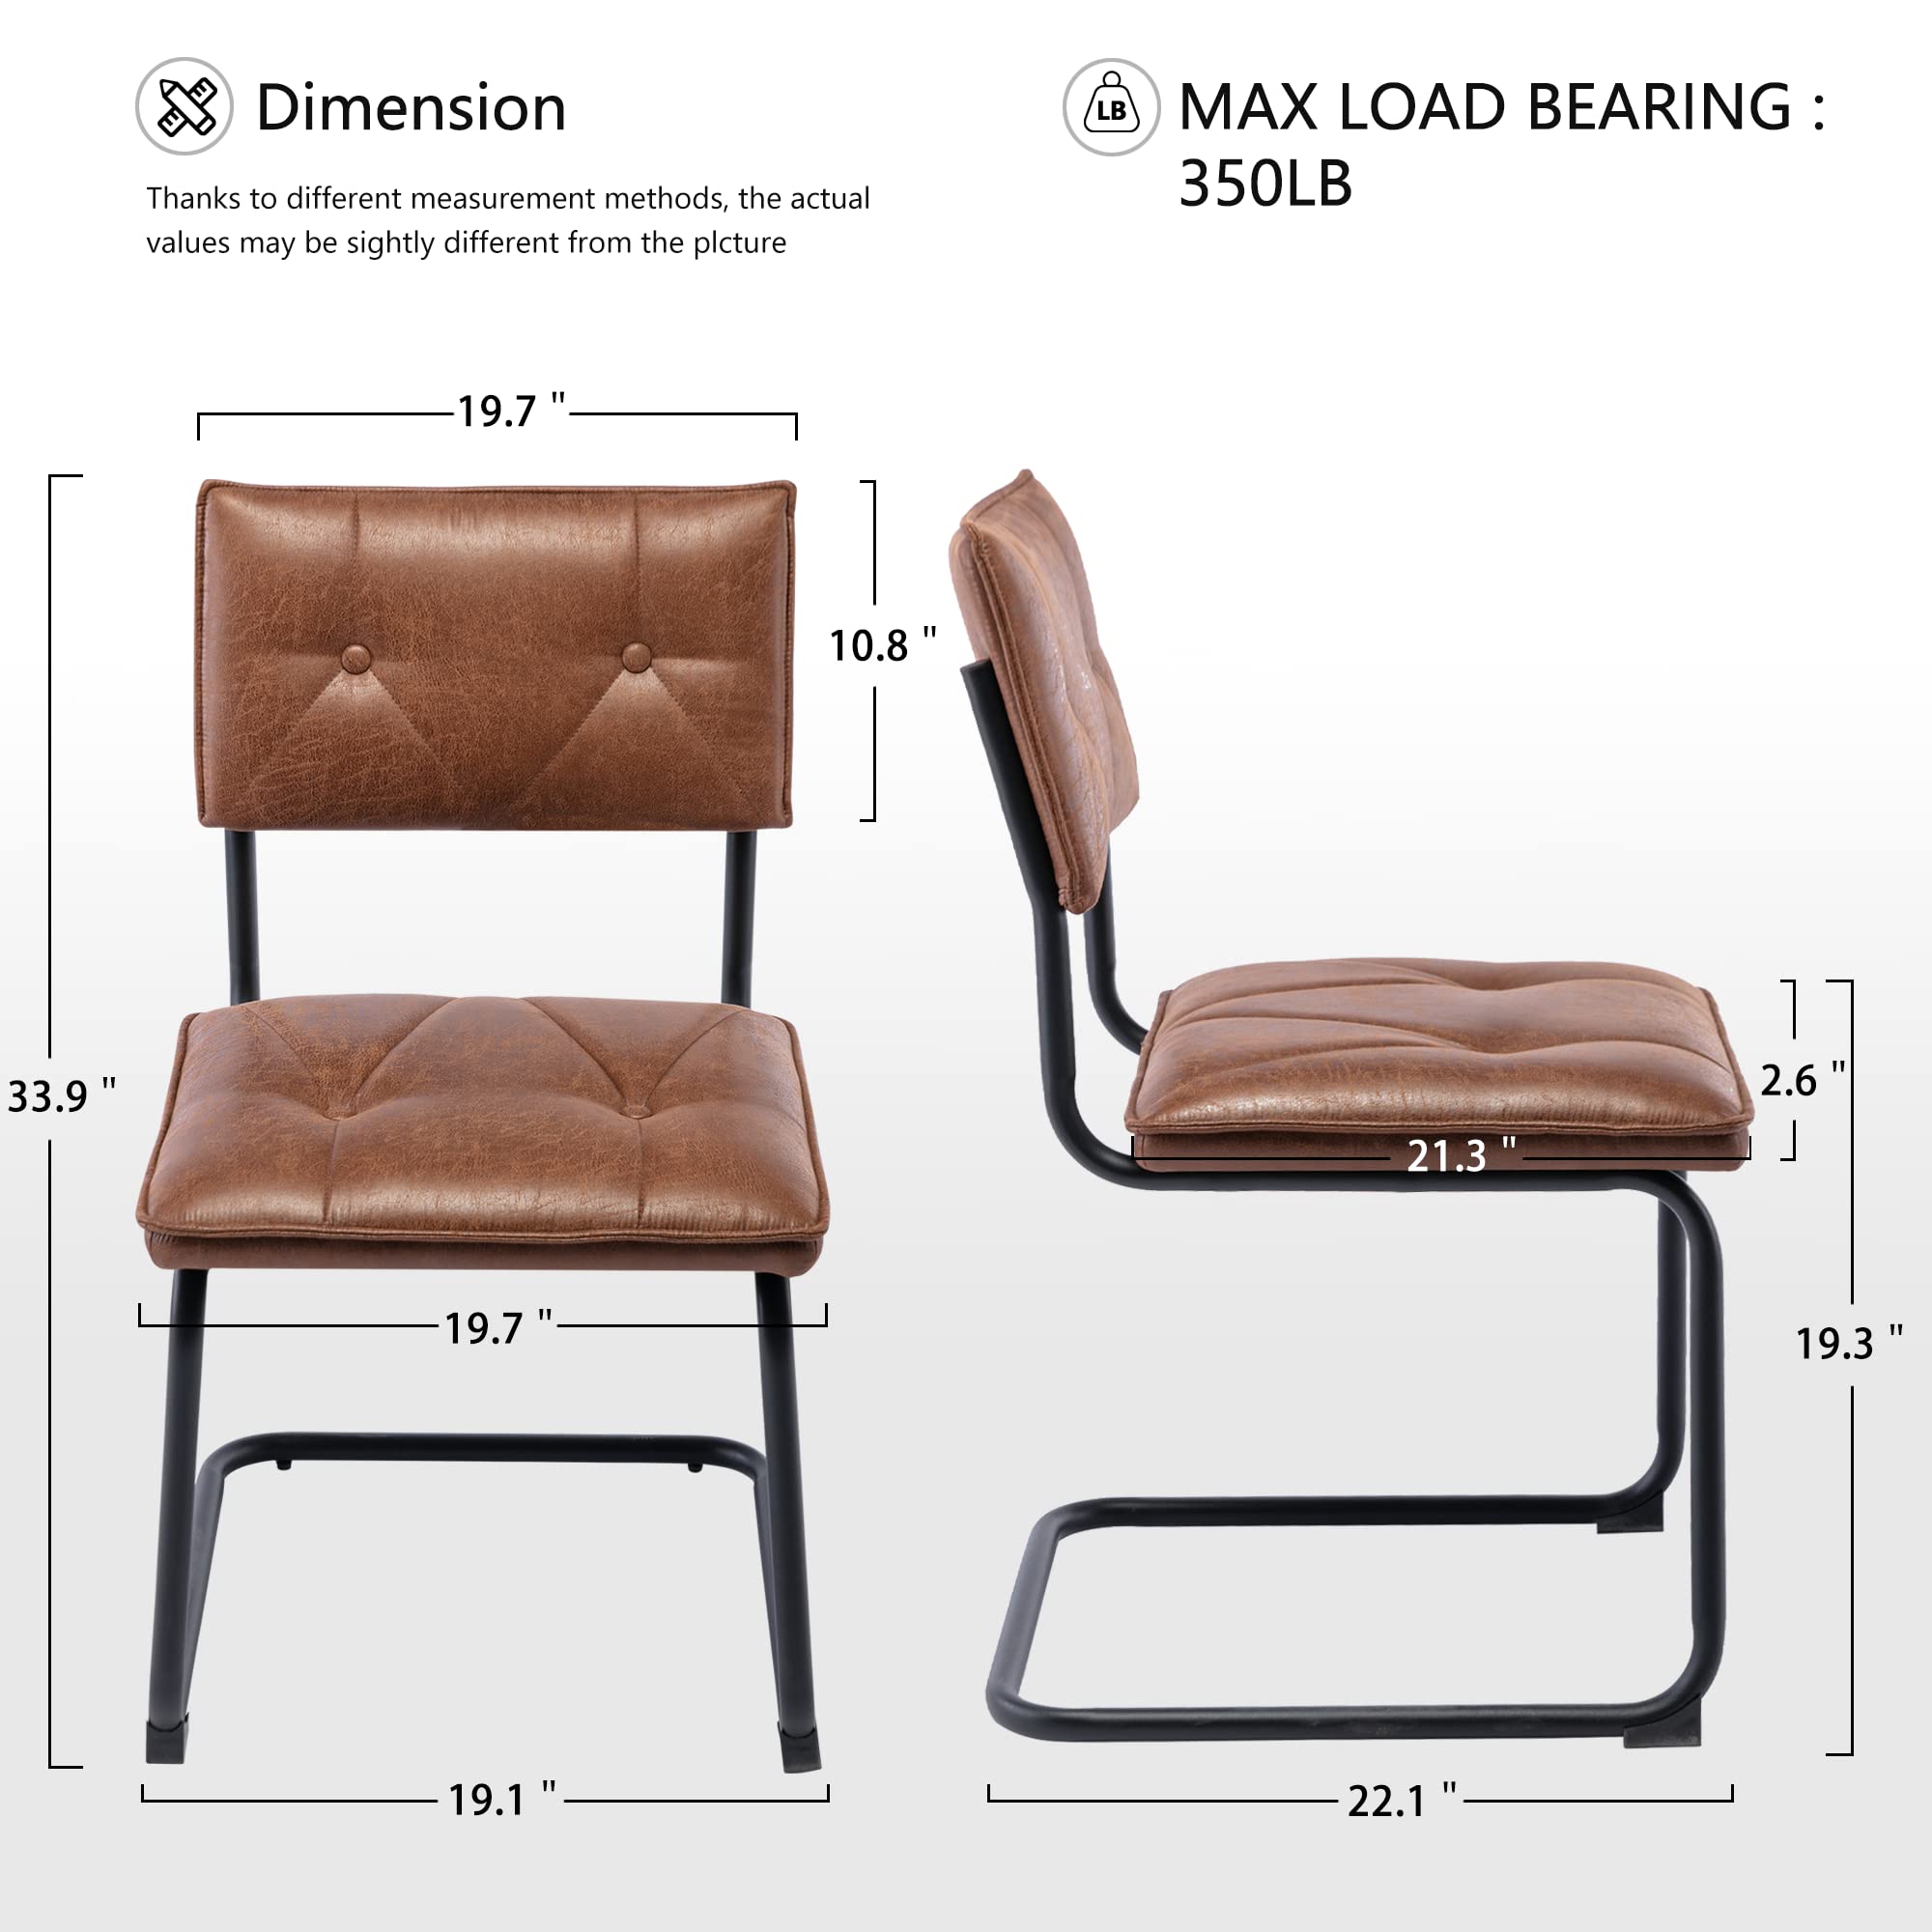 Dimension
Thanks to different measurement methods, the actual
values may be sightly different from the plcture
LB
MAX LOAD BEARING :
350LB
19.7 "
10.8 "
33.9 "
2.6 "
21.3 "
19.7 "
19.3 "
19.1 "
22.1 "